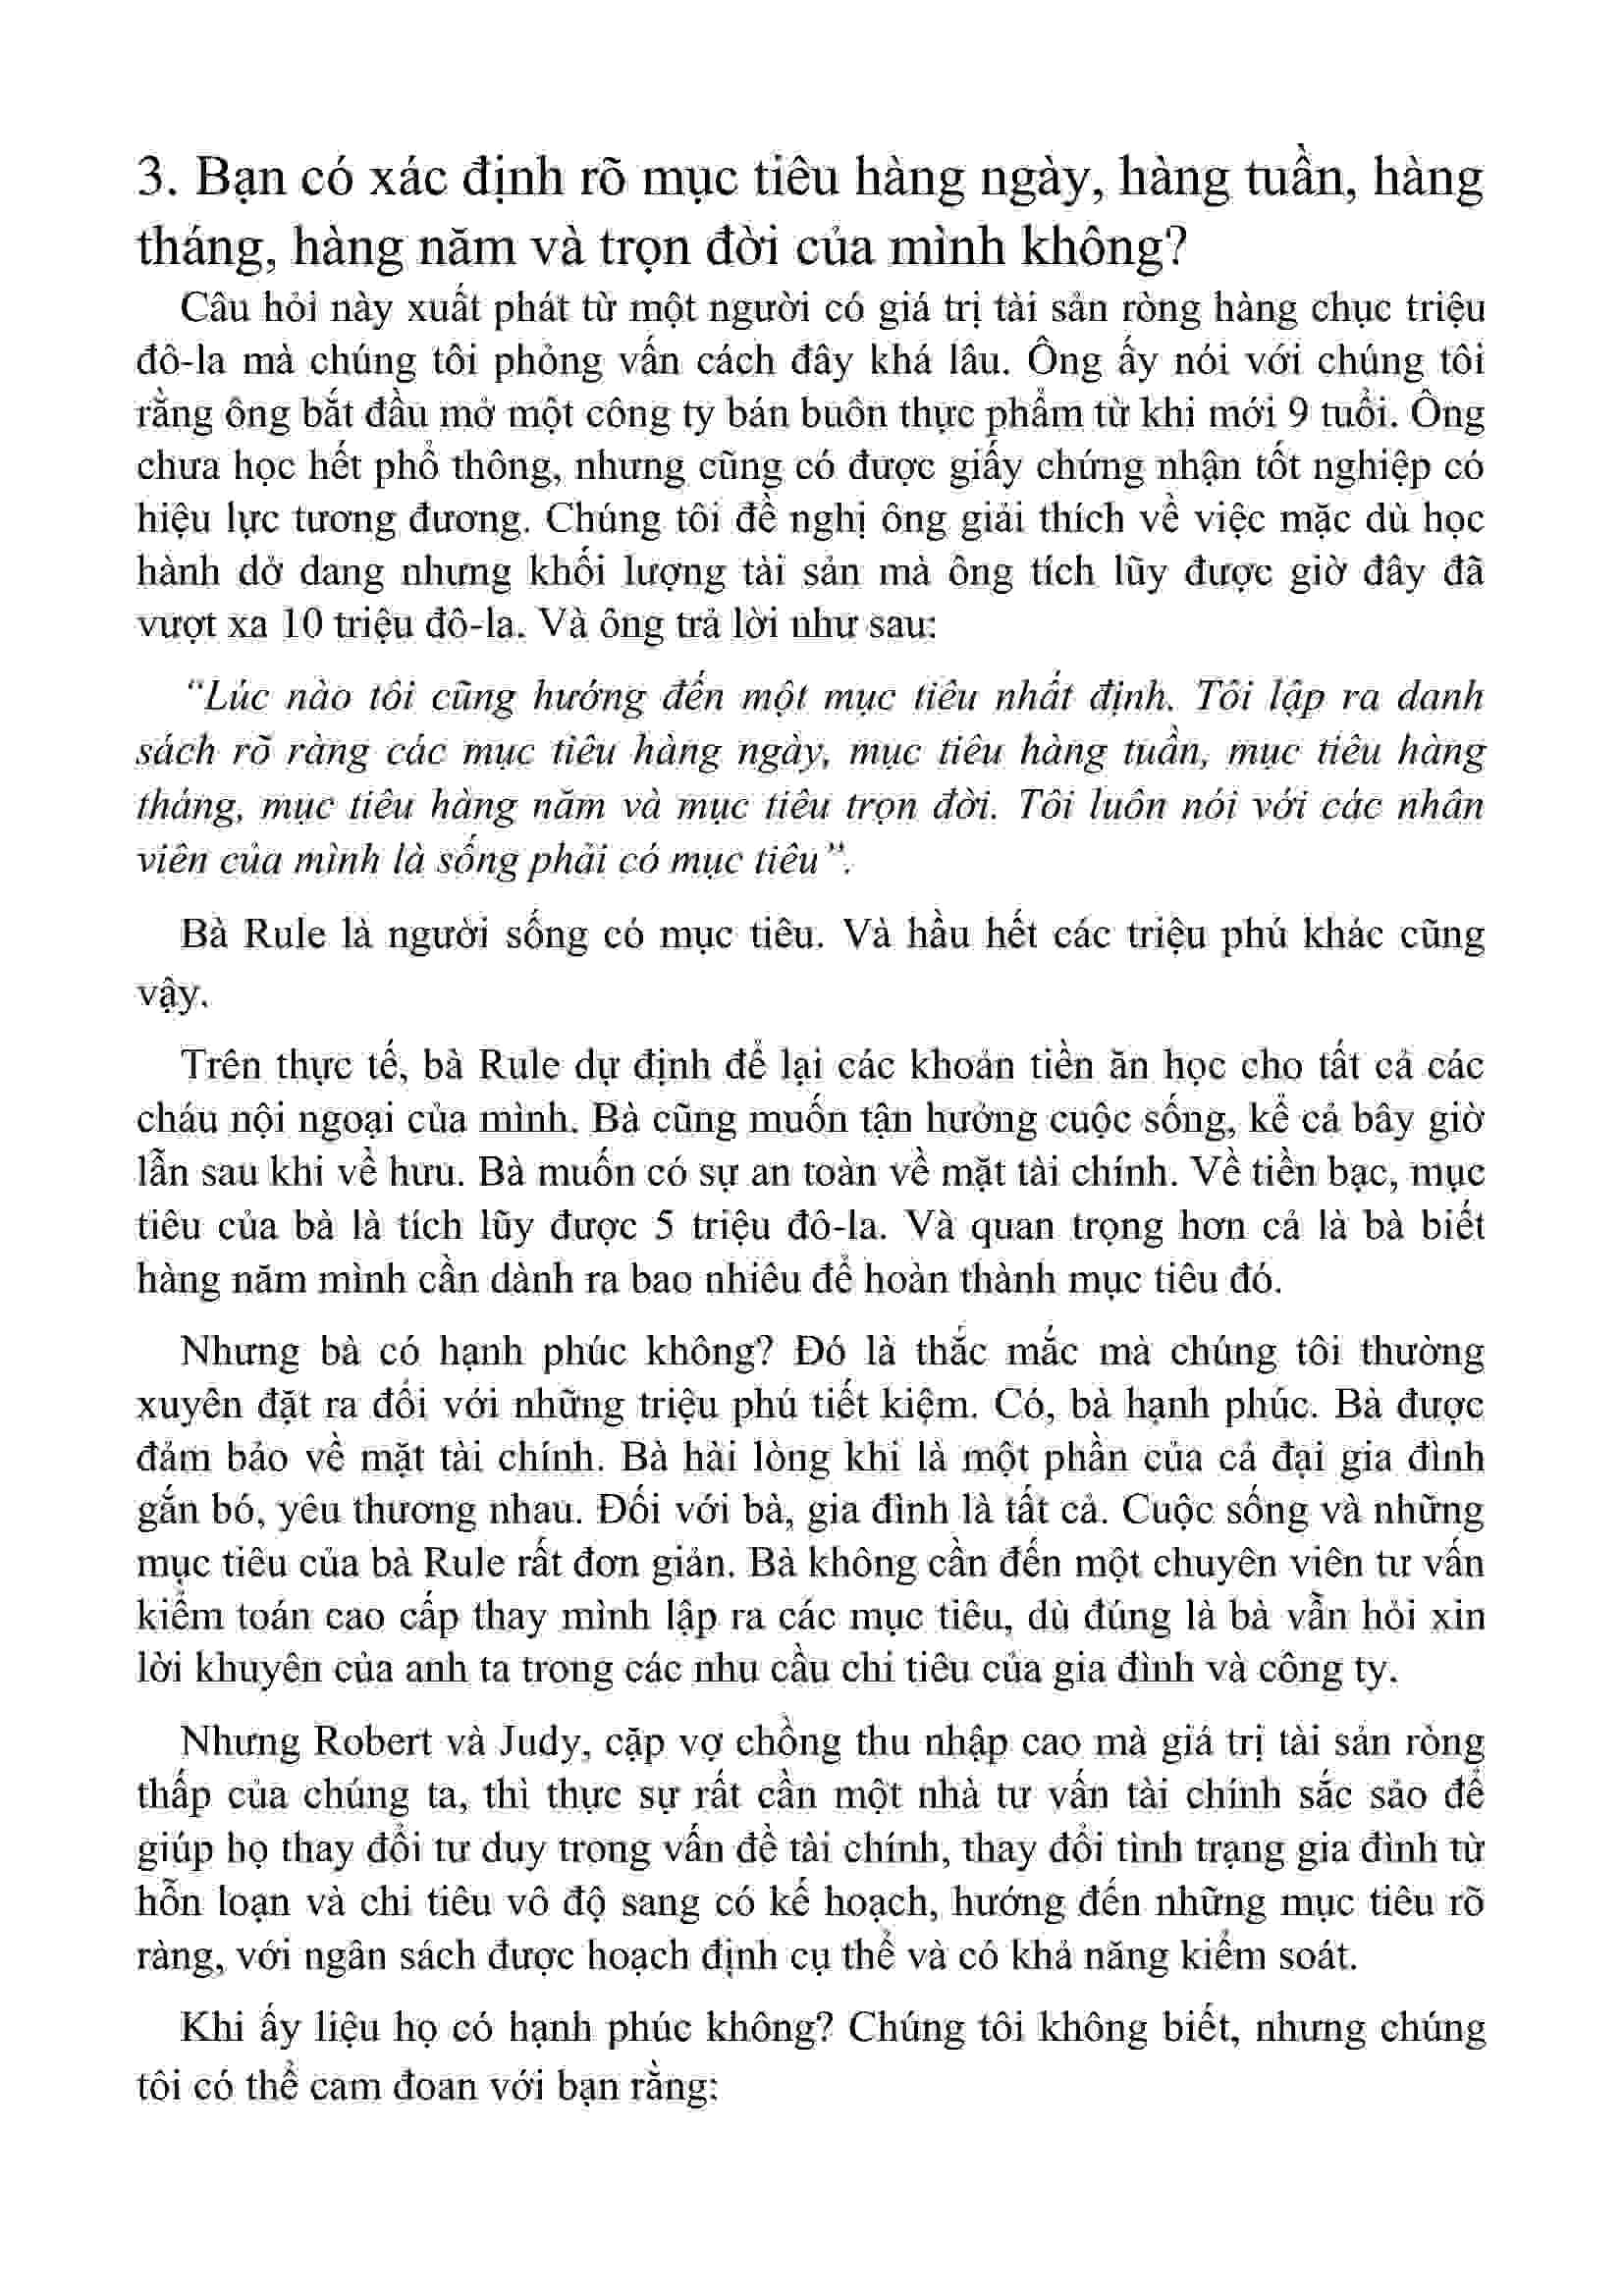 3. Bạn có xác định rõ mục tiêu hàng ngày, hàng tuần, hàng
tháng, hàng năm và trọn đời của mình không?
Câu hỏi này xuất phát từ một người có giá trị tài sản ròng hàng chục triệu
đô-la mà chúng tôi phỏng vấn cách đây khá lâu. Ông ấy nói với chúng tôi
rằng ông bắt đầu mở một công ty bán buôn thực phẩm từ khi mới 9 tuổi. Ông
chưa học hết phổ thông, nhưng cũng có được giấy chứng nhận tốt nghiệp có
hiệu lực tương đương. Chúng tôi đề nghị ông giải thích về việc mặc dù học
hành dở dang nhưng khối lượng tài sản mà ông tích lũy được giờ đây đã
vượt xa 10 triệu đô-la. Và ông trả lời như sau:
“Lúc nào tôi cũng hướng đến một mục tiêu nhất định. Tôi lập ra danh
sách rõ ràng các mục tiêu hàng ngày, mục tiêu hàng tuần, mục tiêu hàng
tháng, mục tiêu hàng năm và mục tiêu trọn đời. Tôi luôn nói với các nhân
viên của mình là sống phải có mục tiêu”.
Bà Rule là người sống có mục tiêu. Và hầu hết các triệu phú khác cũng
vậy.
Trên thực tế, bà Rule dự định để lại các khoản tiền ăn học cho tất cả các
cháu nội ngoại của mình. Bà cũng muốn tận hưởng cuộc sống, kể cả bây giờ
lẫn sau khi về hưu. Bà muốn có sự an toàn về mặt tài chính. Về tiền bạc, mục
tiêu của bà là tích lũy được 5 triệu đô-la. Và quan trọng hơn cả là bà biết
hàng năm mình cần dành ra bao nhiêu để hoàn thành mục tiêu đó.
Nhưng bà có hạnh phúc không? Đó là thắc mắc mà chúng tôi thường
xuyên đặt ra đối với những triệu phú tiết kiệm. Có, bà hạnh phúc. Bà được
đảm bảo về mặt tài chính. Bà hài lòng khi là một phần của cả đại gia đình
gắn bó, yêu thương nhau. Đối với bà, gia đình là tất cả. Cuộc sống và những
mục tiêu của bà Rule rất đơn giản. Bà không cần đến một chuyên viên tư vấn
kiểm toán cao cấp thay mình lập ra các mục tiêu, dù đúng là bà vẫn hỏi xin
lời khuyên của anh ta trong các nhu cầu chi tiêu của gia đình và công ty.
Nhưng Robert và Judy, cặp vợ chồng thu nhập cao mà giá trị tài sản ròng
thấp của chúng ta, thì thực sự rất cần một nhà tư vấn tài chính sắc sảo để
giúp họ thay đổi tư duy trong vấn đề tài chính, thay đổi tình trạng gia đình từ
hỗn loạn và chi tiêu vô độ sang có kế hoạch, hướng đến những mục tiêu rõ
ràng, với ngân sách được hoạch định cụ thể và có khả năng kiểm soát.
Khi ấy liệu họ có hạnh phúc không? Chúng tôi không biết, nhưng chúng
tôi có thể cam đoan với bạn rằng: